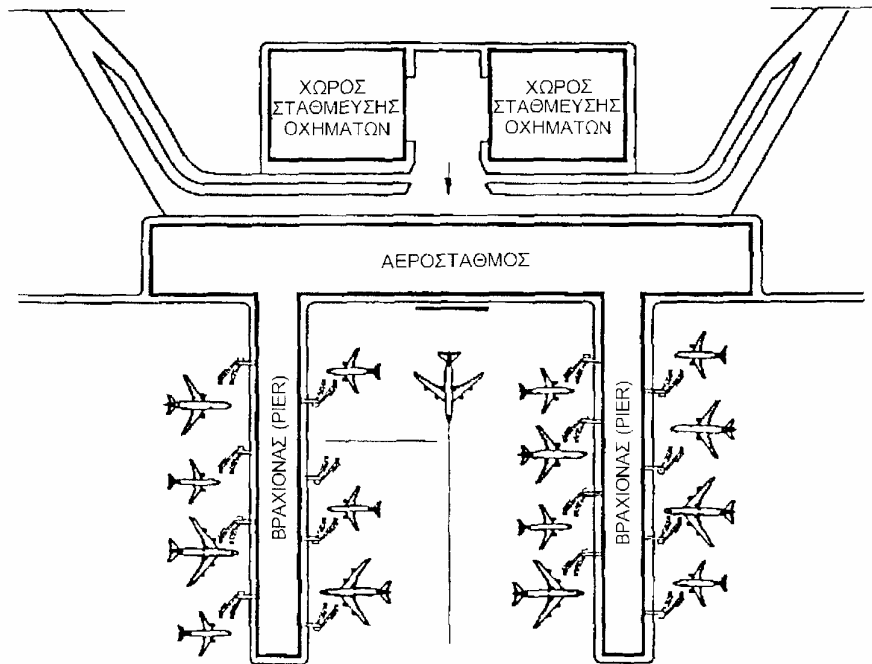 ΧΩΡΟΣ
ΣΤΑΘΜΕΥΣΗΣ
ΟΧΗΜΑΤΩΝ
ΧΩΡΟΣ
ΣΤΑΘΜΕΥΣΗΣ
ΟΧΗΜΑΤΩΝ
ΑΕΡΟΣΤΑΘΜΟΣ
ΒΡΑΧΙΟΝΑΣ (PIER)
ΒΡΑΧΙΟΝΑΣ (PIER)